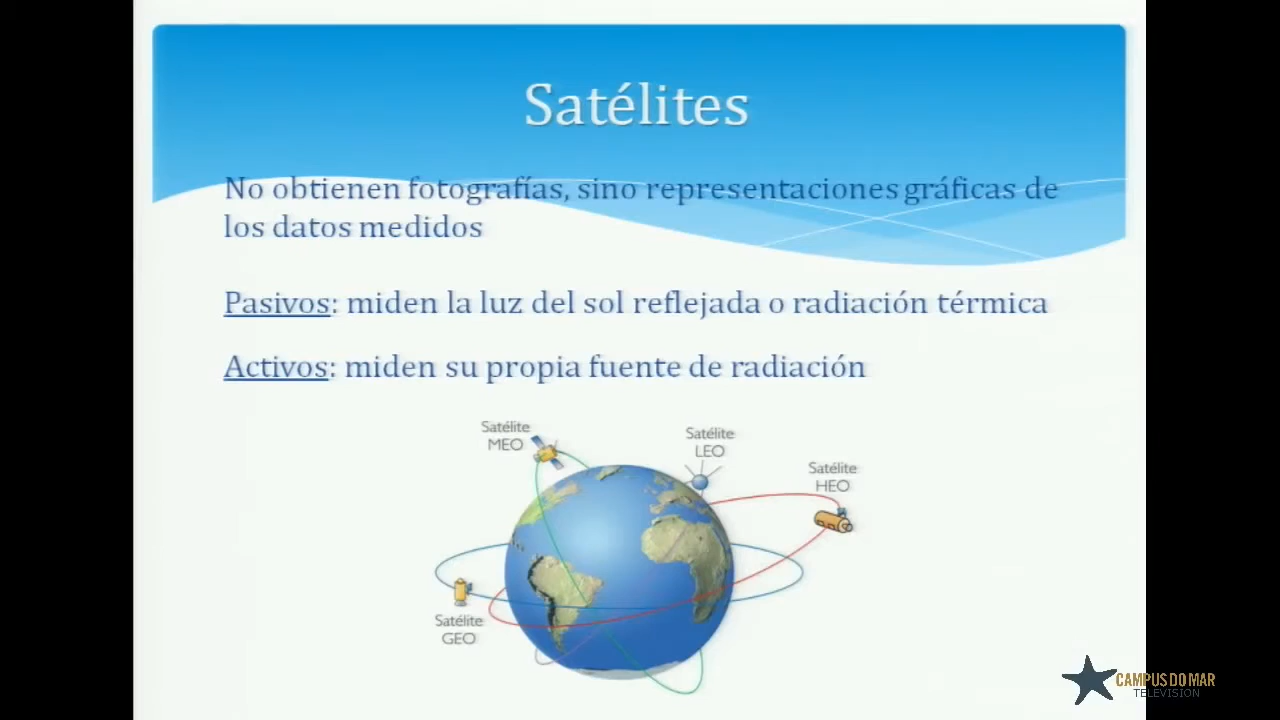 Satélites
No obtienen fotografías, sino representaciones gráficas de
los datos medidos
Pasivos: miden la luz del sol reflejada o radiación térmica
Activos: miden su propia fuente de radiación
Satélite
MEO
Satélite
LEO
Satélite
HEO
Satélite
GEO
CAMPUS DO MAR
TELEVISION